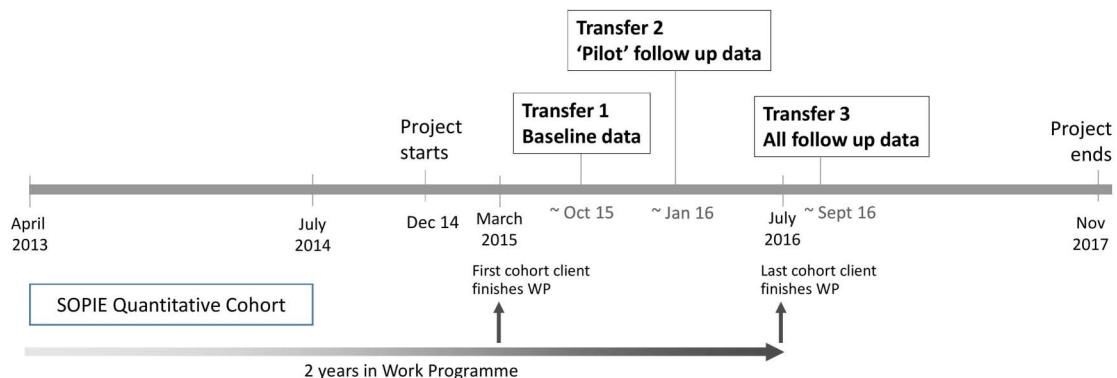 Transfer 2
‘Pilot’ follow up data
Transfer 1
Baseline data
Transfer 3
All follow up data
Project
starts
Project
ends
April
2013
July
2014
Dec 14
March
2015
~ Oct 15
~ Jan 16
July
2016
~ Sept 16
Nov
2017
First cohort client
finishes WP
Last cohort client
finishes WP
SOPIE Quantitative Cohort
2 years in Work Programme